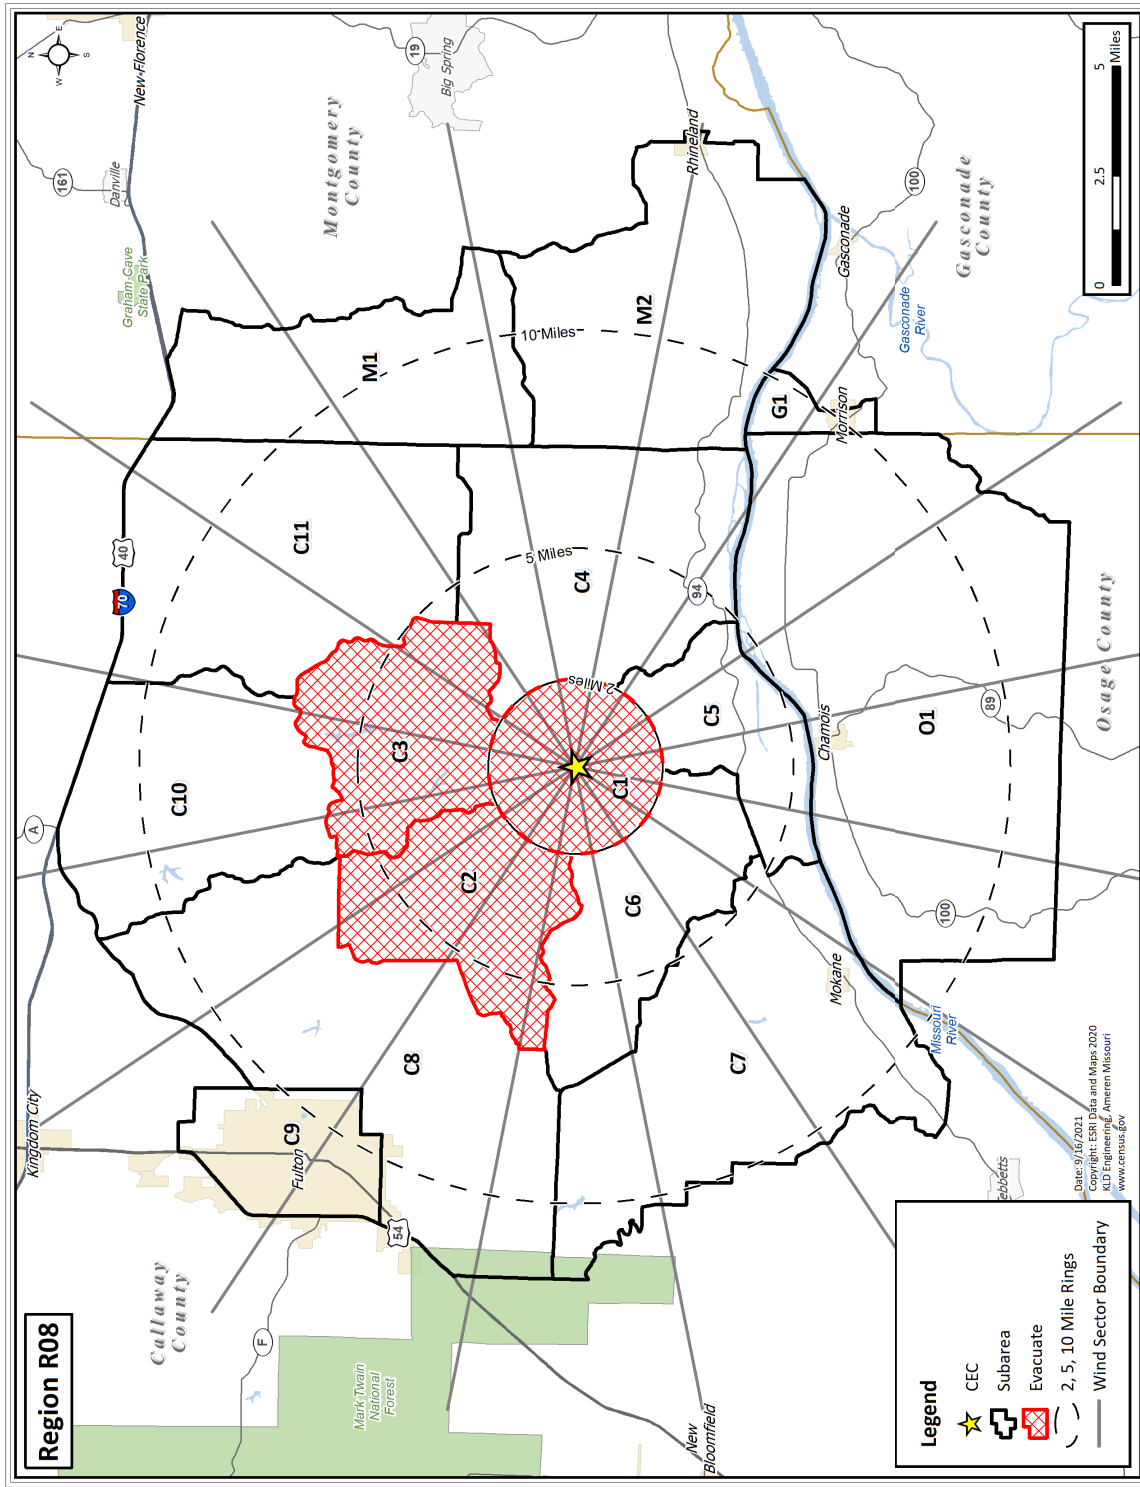 Region R08
N
E
S
W
New Florence
19
Big Spring
161
Danville
Montgomery
County
Graham Cave
State Park
Rhineland
100
Gasconade
County
Gasconade
Gasconade
River
0
2.5
5
Miles
M1
M2
10 Miles
G1
Morrison
C11
40
70
5 Miles
C4
94
2 Miles
C3
C10
A
C5
C1
Chamois
O1
89
Osage County
C2
C6
100
Mokane
Missouri
River
C8
C7
Kingdom City
C9
Fulton
54
Callaway
County
F
Mark Twain
National
Forest
New
Bloomfield
Tebbetts
Date: 9/16/2021
Copyright: ESRI Data and Maps 2020
KLD Engineering, Ameren Missouri
www.census.gov
Legend
CEC
Subarea
Evacuate
2, 5, 10 Mile Rings
Wind Sector Boundary